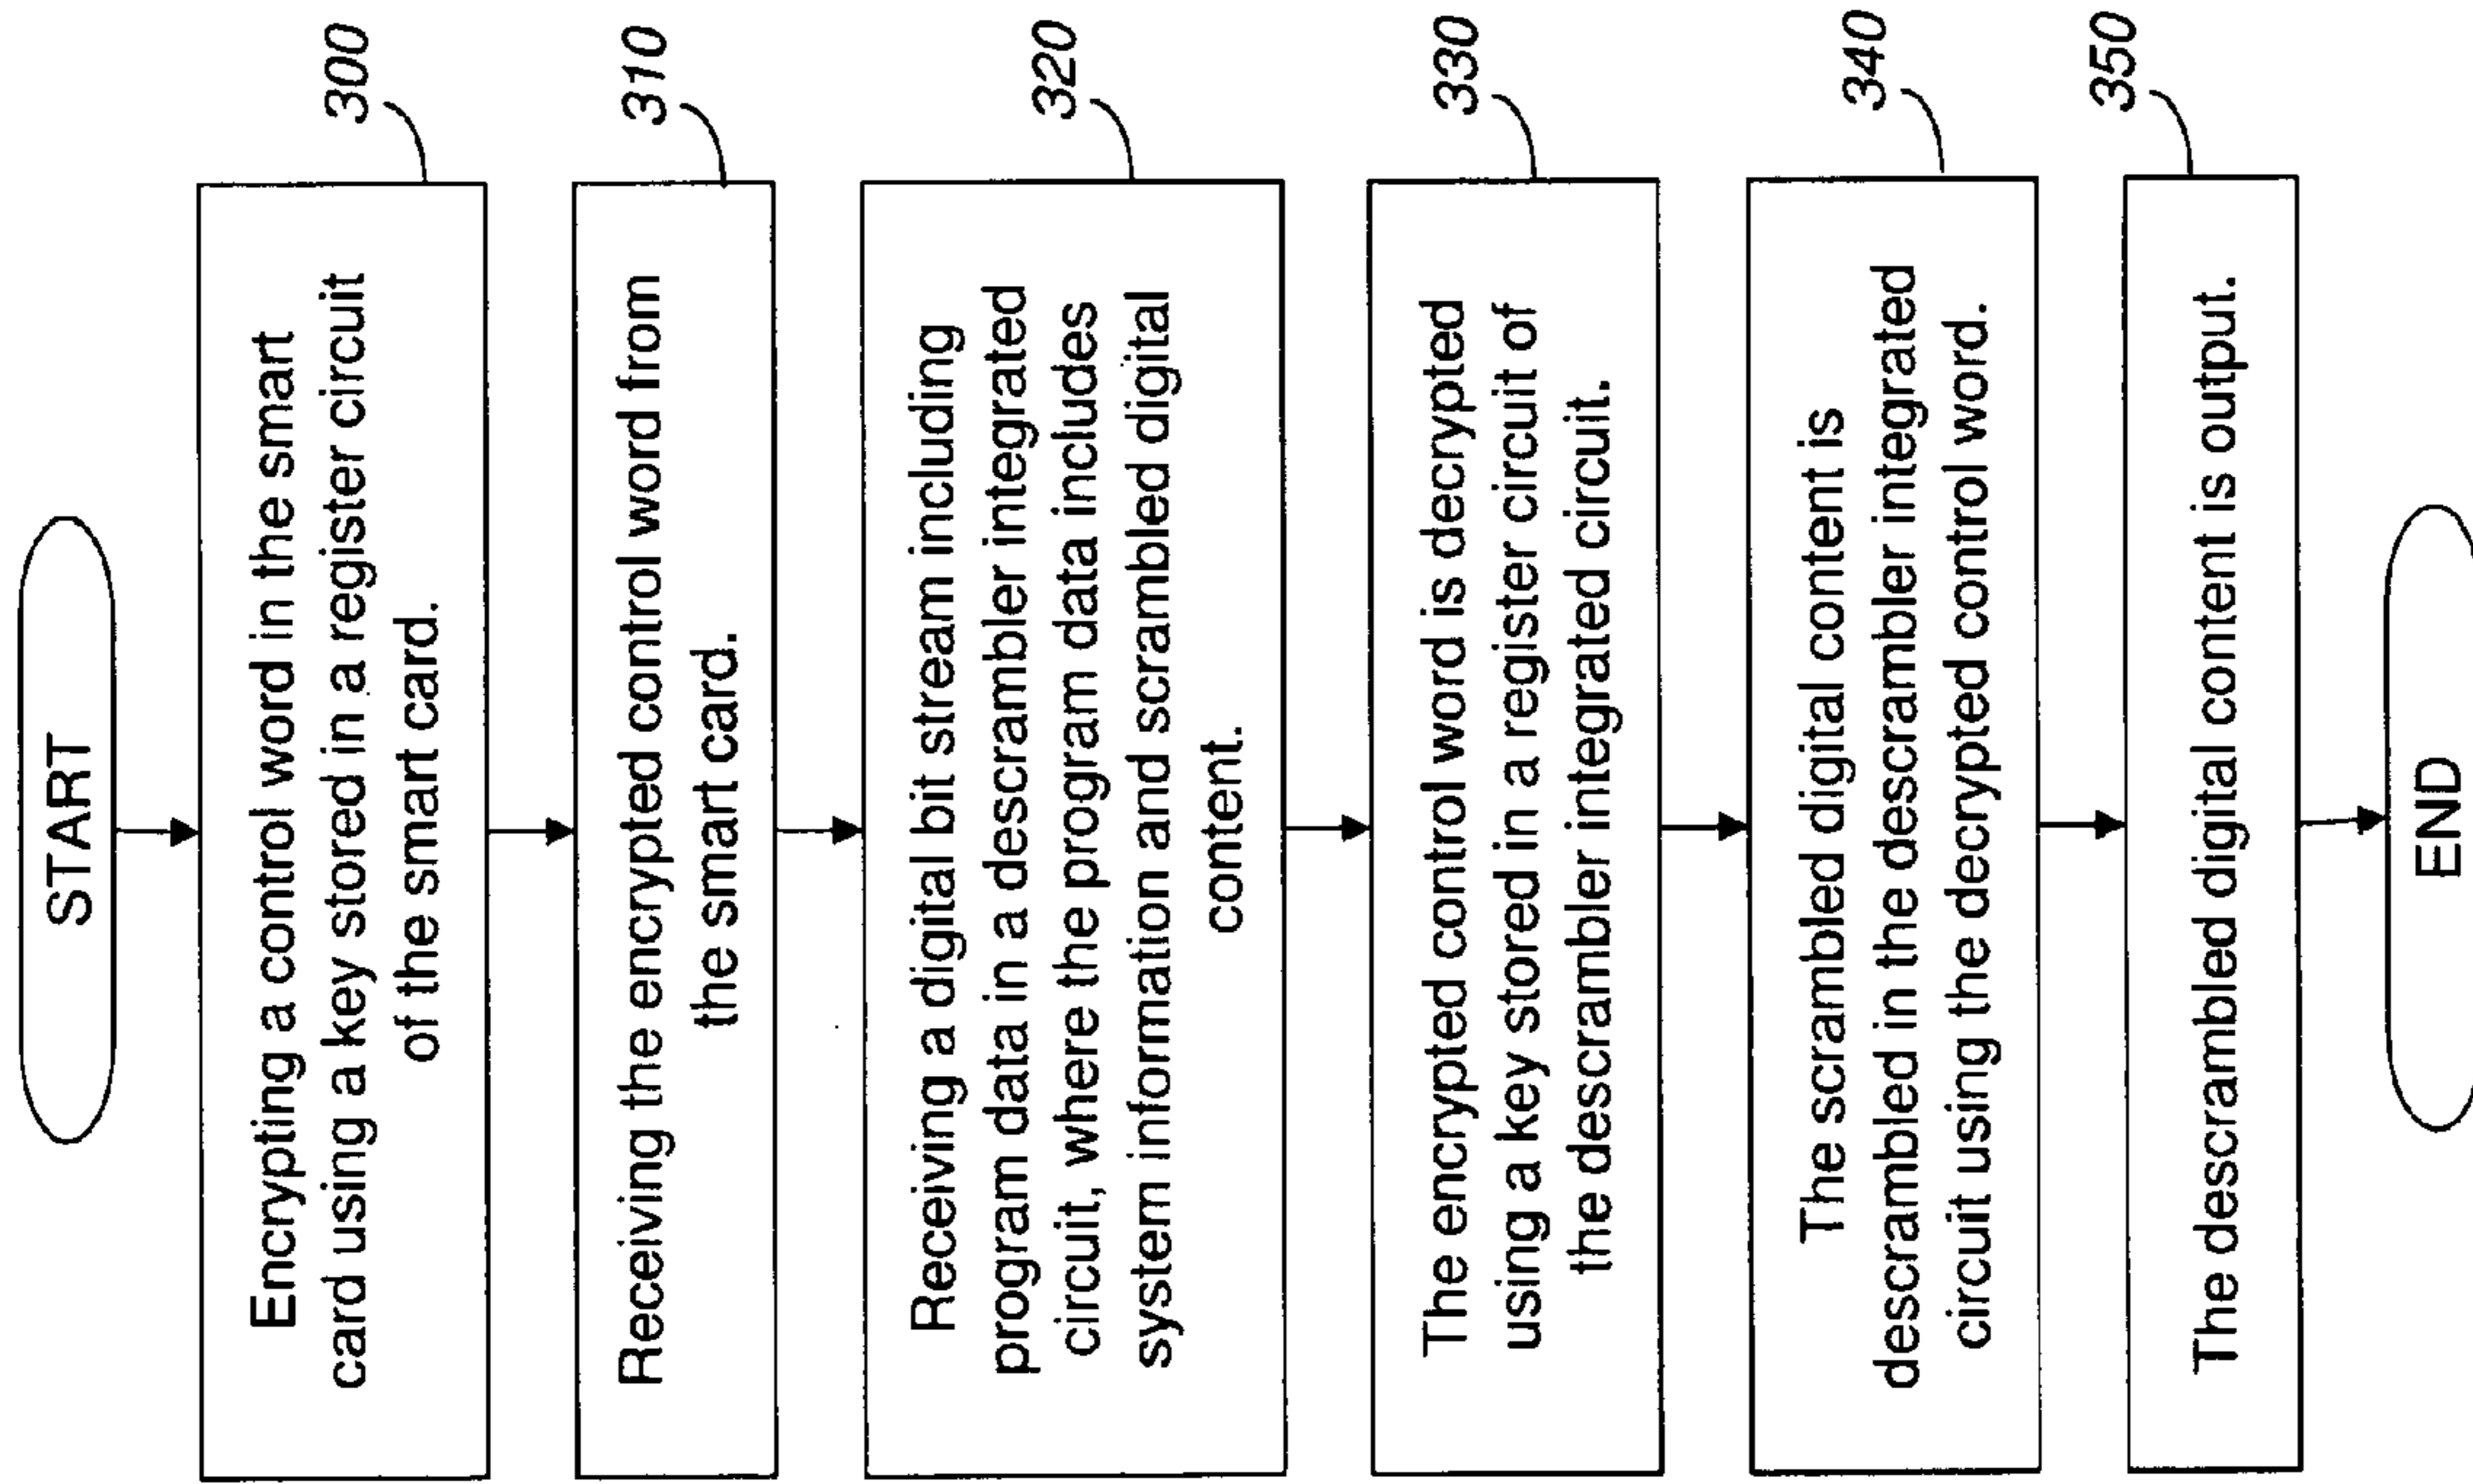 START
300
Encrypting a control word in the smart
card using a key stored in a register circuit
of the smart card.
310
Receiving the encrypted control word from
the smart card.
320
Receiving a digital bit stream including
program data in a descrambler integrated
circuit, where the program data includes
system information and scrambled digital
content.
330
The encrypted control word is decrypted
using a key stored in a register circuit of
the descrambler integrated circuit.
340
The scrambled digital content is
descrambled in the descrambler integrated
circuit using the decrypted control word.
350
The descrambled digital content is output.
END